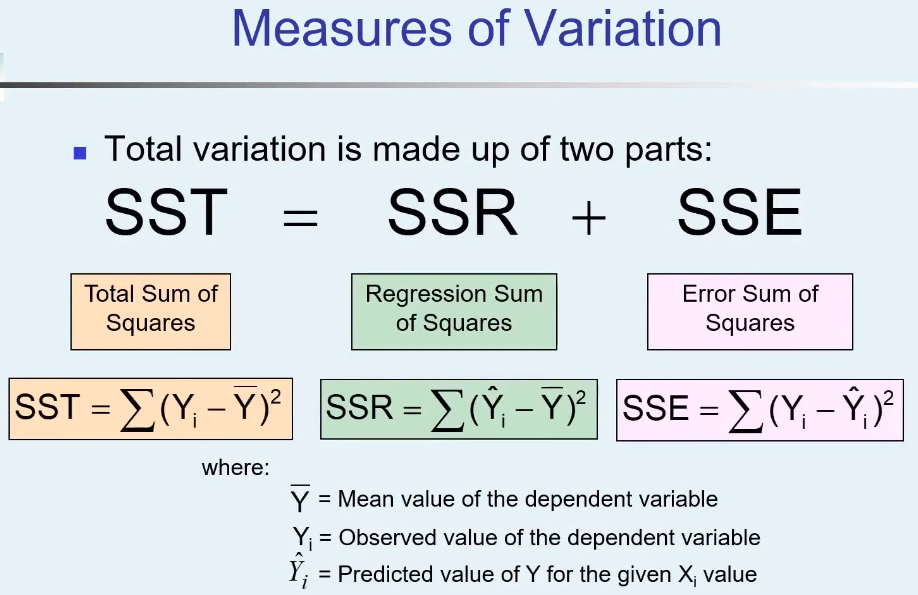 Measures of Variation
Total variation is made up of two parts:
SST = SSR + SSE
Total Sum of Squares
Regression Sum of Squares
Error Sum of Squares
SST = ∑(Yᵢ − Y̅)²
SSR = ∑(Ŷᵢ − Y̅)²
SSE = ∑(Yᵢ − Ŷᵢ)²
where:
Y̅ = Mean value of the dependent variable
Yᵢ = Observed value of the dependent variable
Ŷᵢ = Predicted value of Y for the given Xᵢ value